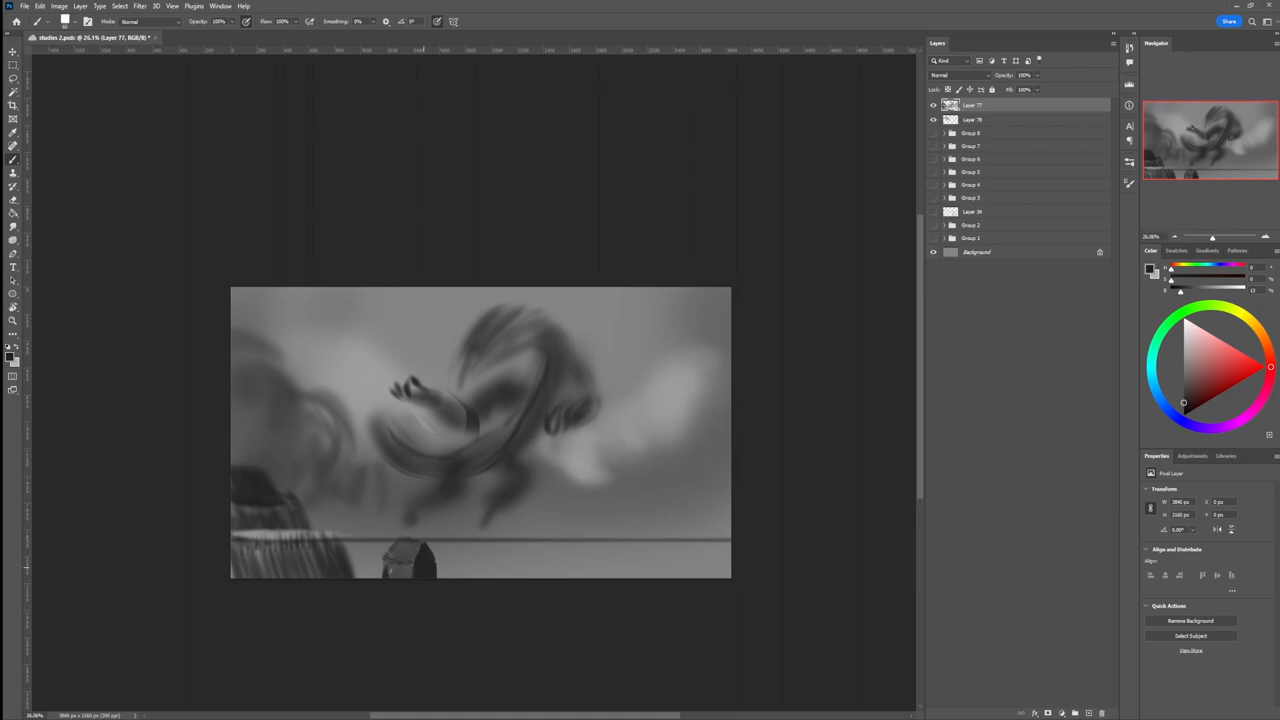 File Edit Image Layer Type Select Filter 3D View Plugins Window Help
Mode: Normal Opacity: 100% Flow: 100% Smoothing: 0% 0° Share
studies 2.psdc @ 26.1% (Layer 77, RGB/8) *
Layers
Kind
Normal Opacity: 100%
Lock: Fill: 100%
Layer 77
Layer 78
Group 8
Group 7
Group 6
Group 5
Group 4
Group 3
Layer 34
Group 2
Group 1
Background
Navigator
26.06%
Color Swatches Gradients Patterns
H 0 °
S 0 %
B 13 %
Properties Adjustments Libraries
Pixel Layer
Transform
W 3840 px X 0 px
H 2160 px Y 0 px
0.00°
Align and Distribute
Align:
Quick Actions
Remove Background
Select Subject
View More
26.06% 3840 px x 2160 px (300 ppi)